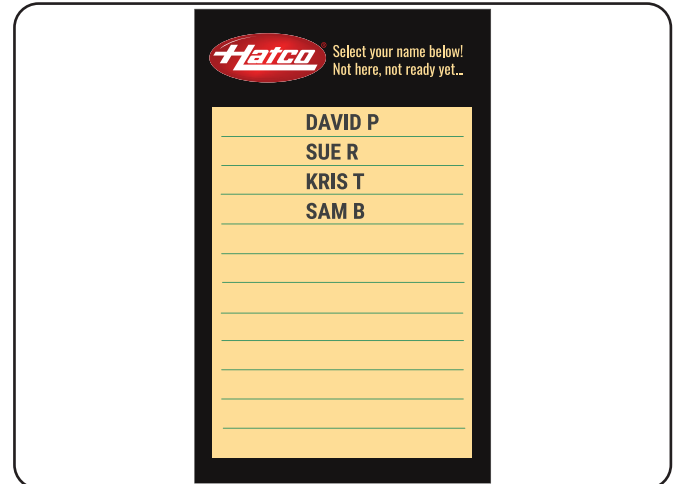 Hatco®
Select your name below!
Not here, not ready yet...
DAVID P
SUE R
KRIS T
SAM B